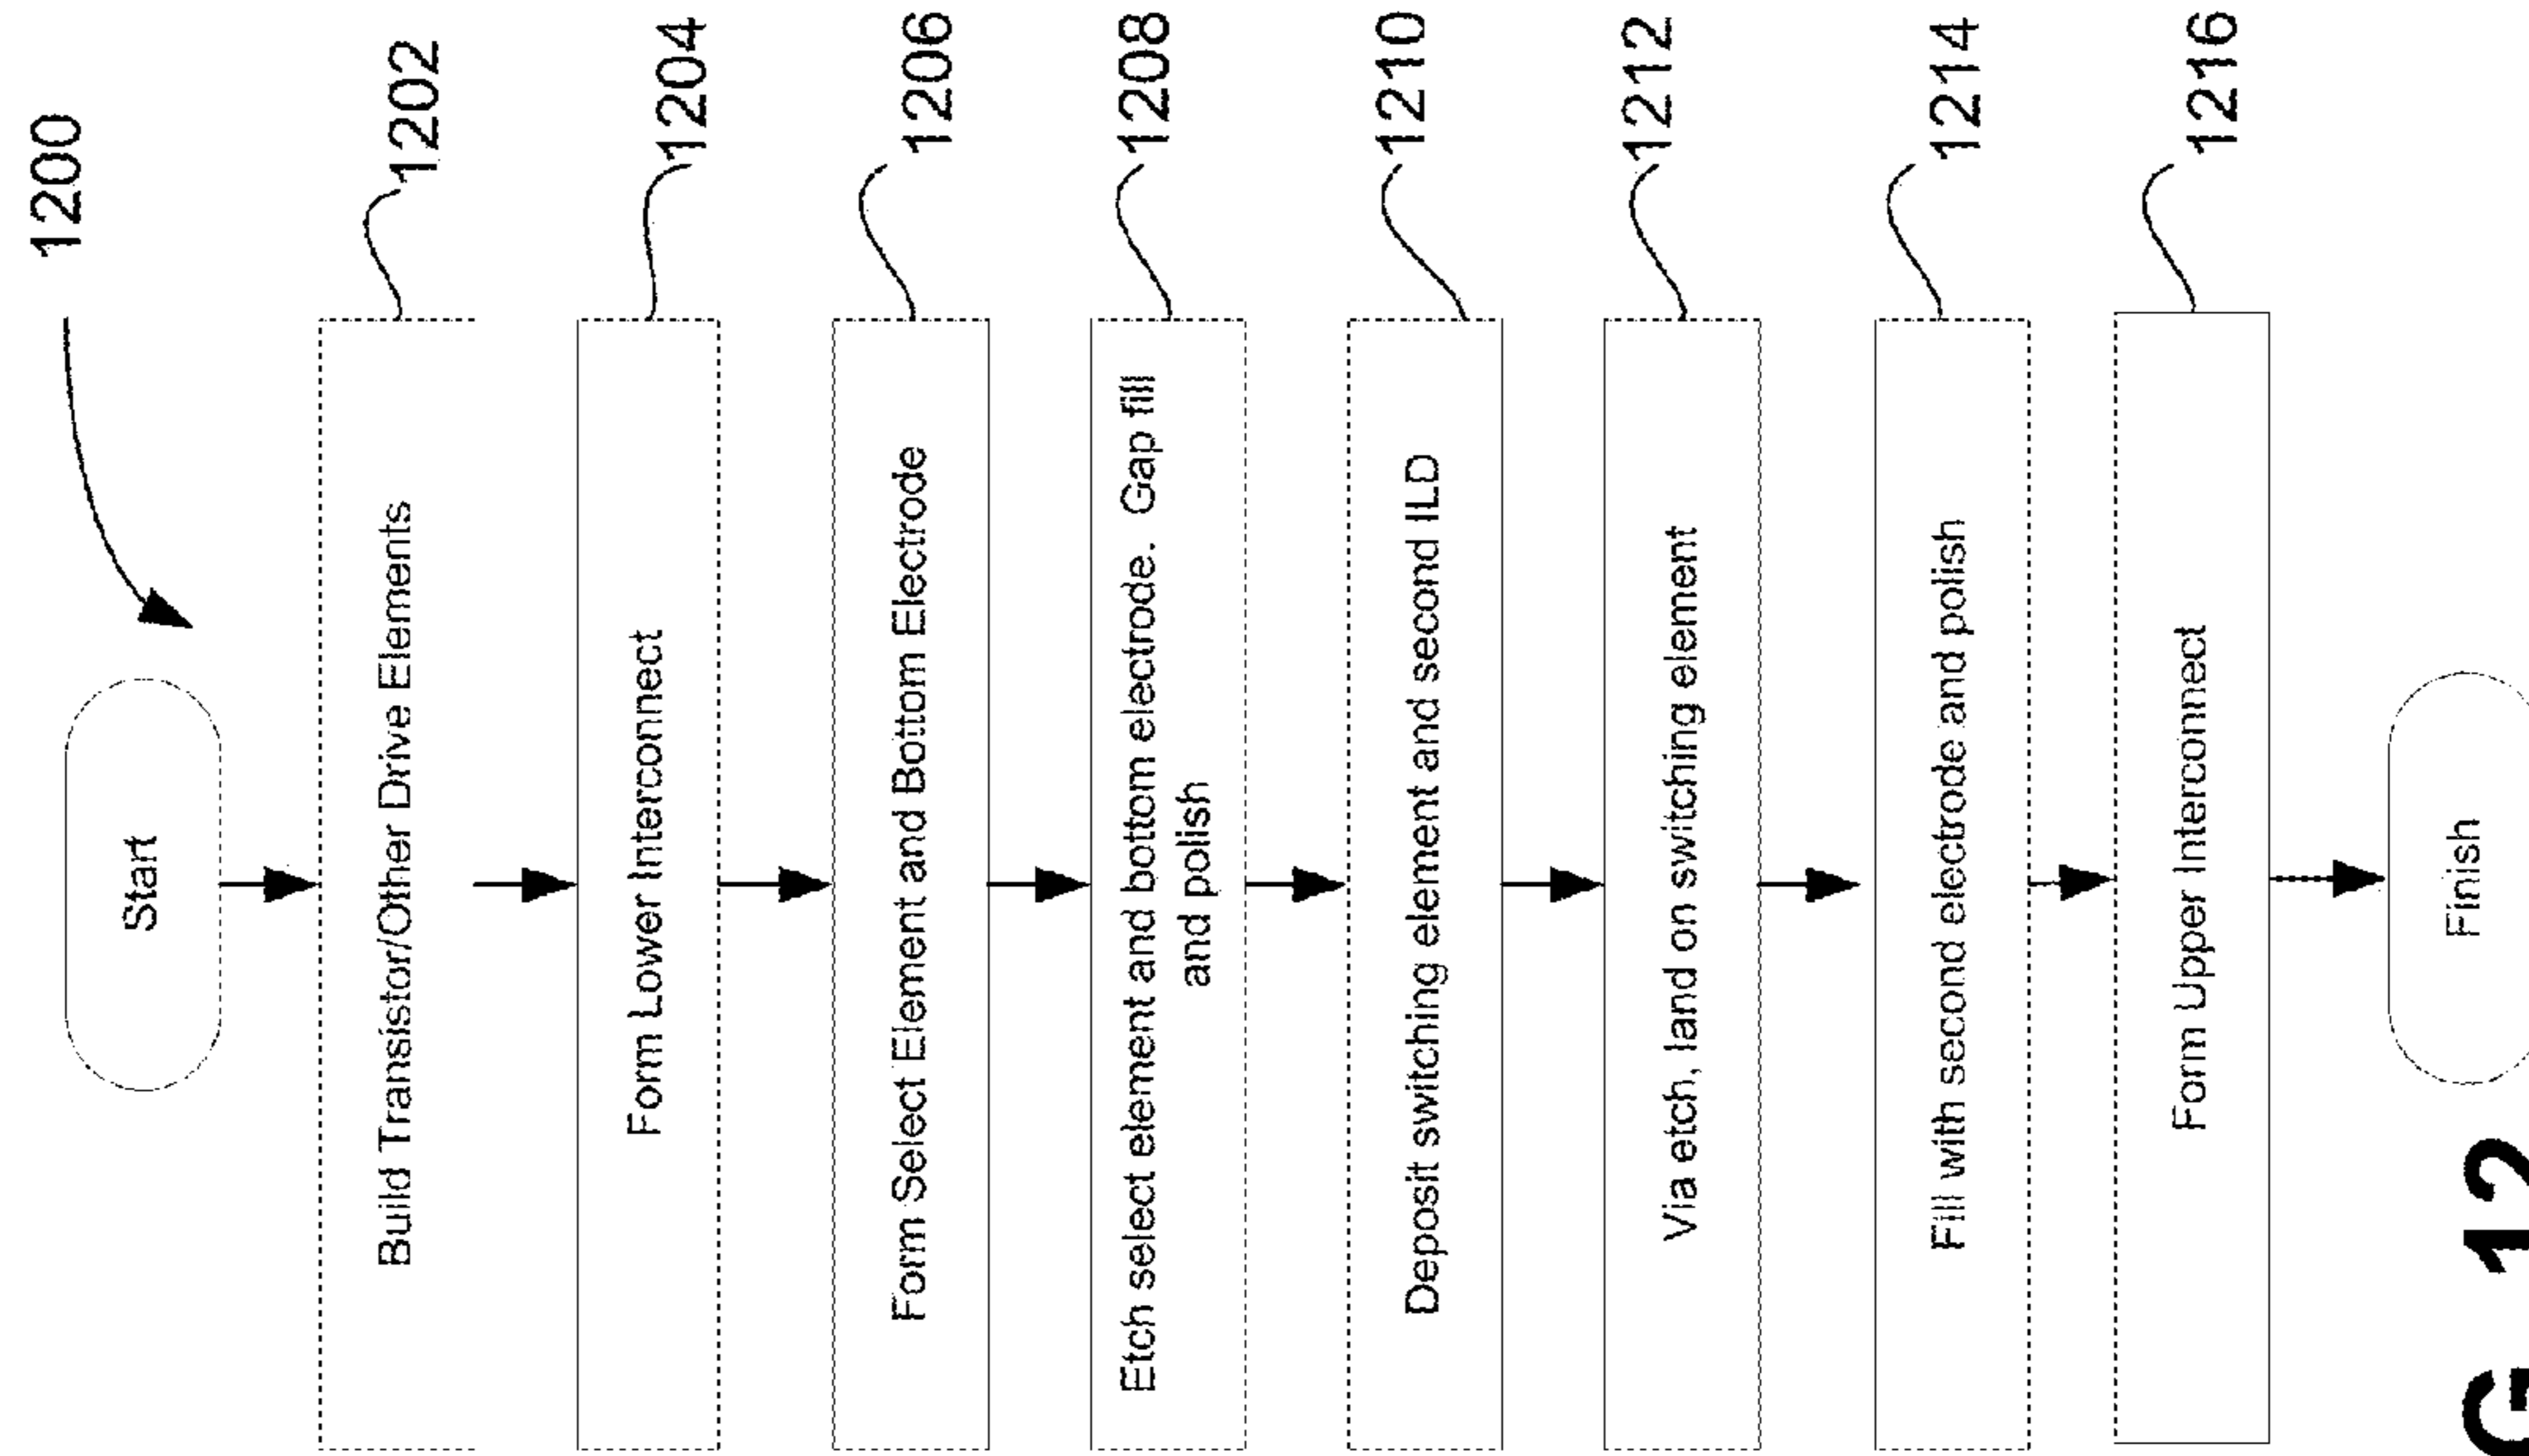 1200
Start
Build Transistor/Other Drive Elements
1202
Form Lower Interconnect
1204
Form Select Element and Bottom Electrode
1206
Etch select element and bottom electrode.  Gap fill
and polish
1208
Deposit switching element and second ILD
1210
Via etch, land on switching element
1212
Fill with second electrode and polish
1214
Form Upper Interconnect
1216
Finish
G 12